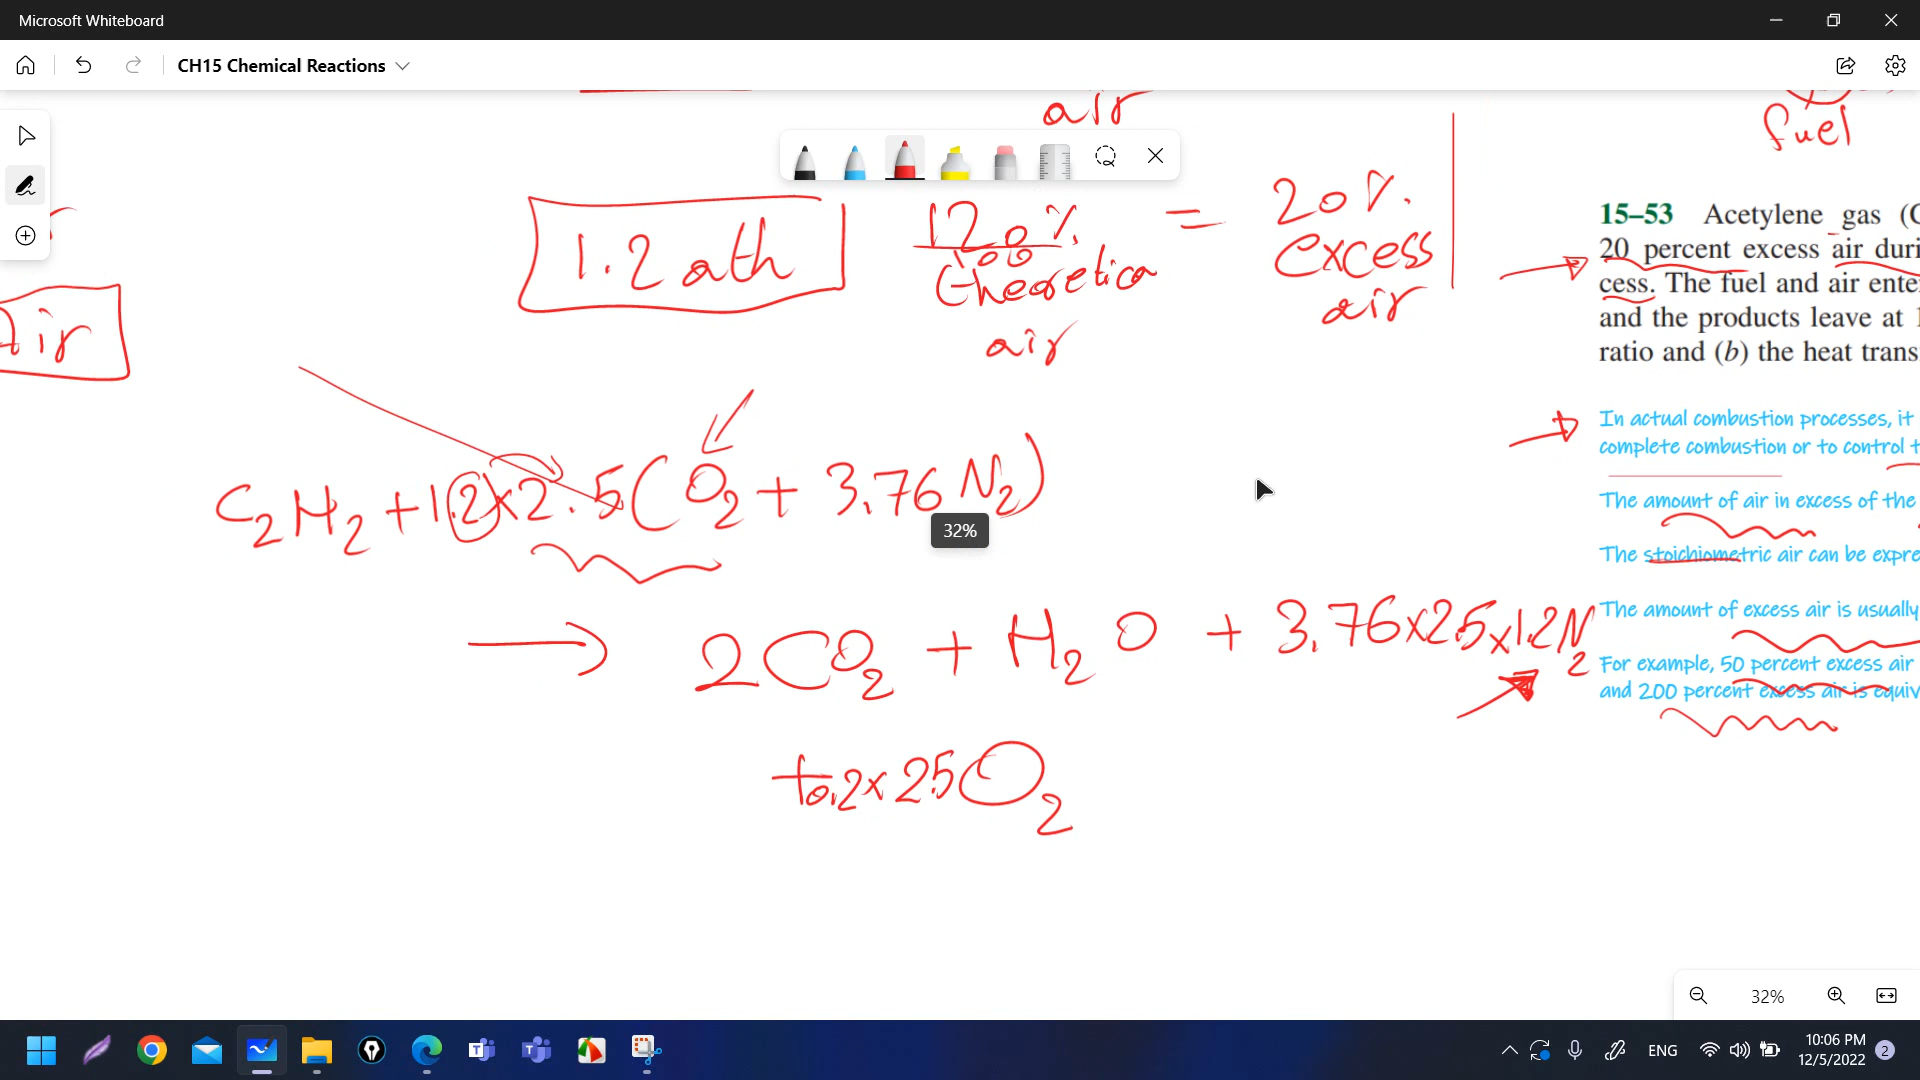 Microsoft Whiteboard
CH15 Chemical Reactions
air
fuel
1.2 ath
120%
100
theoretica
air
=
20%
excess
air
Air
15–53 Acetylene gas (C
20 percent excess air duri
cess. The fuel and air ente
and the products leave at 1
ratio and (b) the heat trans
In actual combustion processes, it
complete combustion or to control t
The amount of air in excess of the
The stoichiometric air can be expre
The amount of excess air is usually
For example, 50 percent excess air
and 200 percent excess air is equiv
C2H2 + 1.2 x 2.5 (O2 + 3.76 N2)
32%
→ 2CO2 + H2O + 3.76x2.5x1.2N2
+0.2x2.5O2
32%
ENG
10:06 PM
12/5/2022
2